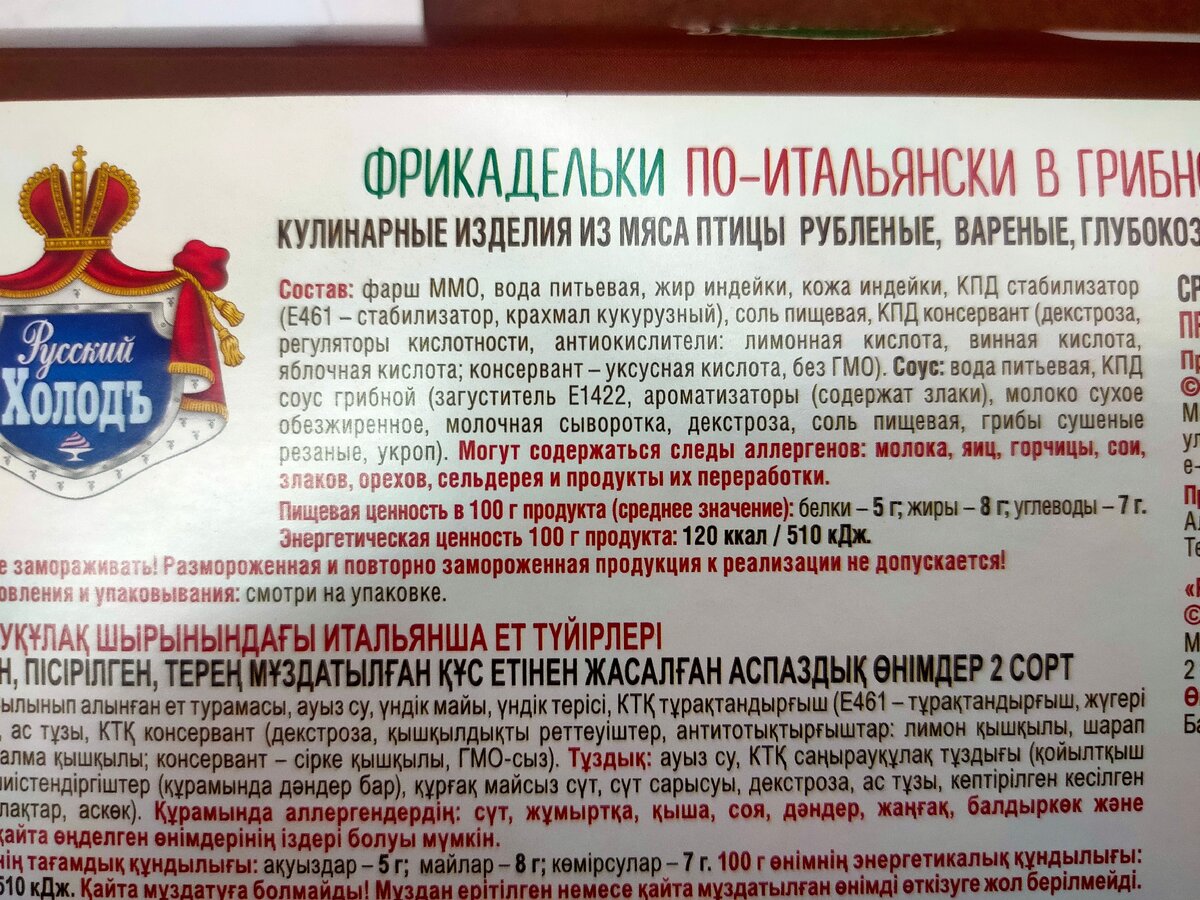 ФРИКАДЕЛЬКИ ПО-ИТАЛЬЯНСКИ В
КУЛИНАРНЫЕ ИЗДЕЛИЯ ИЗ МЯСА ПТИЦЫ РУБЛЕНЫЕ, ВАРЕНЫЕ,
Русский
Холодъ
Состав: фарш ММО, вода питьевая, жир индейки, кожа индейки, КПД стабилизатор
(Е461 – стабилизатор, крахмал кукурузный), соль пищевая, КПД консервант (декстроза,
регуляторы кислотности, антиокислители: лимонная кислота, винная кислота,
яблочная кислота; консервант – уксусная кислота, без ГМО). Соус: вода питьевая, КПД
соус грибной (загуститель Е1422, ароматизаторы (содержат злаки), молоко сухое
обезжиренное, молочная сыворотка, декстроза, соль пищевая, грибы сушеные
резаные, укроп). Могут содержаться следы аллергенов: молока, яиц, горчицы, сои,
злаков, орехов, сельдерея и продукты их переработки.
Пищевая ценность в 100 г продукта (среднее значение): белки – 5 г; жиры – 8 г; углеводы – 7 г.
Энергетическая ценность 100 г продукта: 120 ккал / 510 кДж.
замораживать! Размороженная и повторно замороженная продукция к реализации не допускается!
и упаковывания: смотри на упаковке.
ШЫРЫНЫНДАҒЫ ИТАЛЬЯНША ЕТ ТҮЙІРЛЕРІ
ПІСІРІЛГЕН, ТЕРЕҢ МҰЗДАТЫЛҒАН ҚҰС ЕТІНЕН ЖАСАЛҒАН АСПАЗДЫҚ ӨНІМДЕР 2 СОРТ
алынған ет турамасы, ауыз су, үндік майы, үндік терісі, КТҚ тұрақтандырғыш (Е461 – тұрақтандырғыш, жүгері
, ас тұзы, КТҚ консервант (декстроза, қышқылдықты реттеуіштер, антитотықтырғыштар: лимон қышқылы, шарап
алма қышқылы; консервант – сірке қышқылы, ГМО-сыз). Тұздық: ауыз су, КТҚ саңырауқұлақ тұздығы (қойылтқыш
(құрамында дәндер бар), құрғақ майсыз сүт, сүт сарысуы, декстроза, ас тұзы, кептірілген кесілген
аскөк). Құрамында аллергендердің: сүт, жұмыртқа, қыша, соя, дәндер, жаңғақ, балдыркөк және
қайта өңделген өнімдерінің іздері болуы мүмкін.
тағамдық құндылығы: ақуыздар – 5 г; майлар – 8 г; көмірсулар – 7 г. 100 г өнімнің энергетикалық құндылығы:
510 кДж. Қайта мұздатуға болмайды! Мұздан ерітілген немесе қайта мұздатылған өнімді өткізуге жол берілмейді.